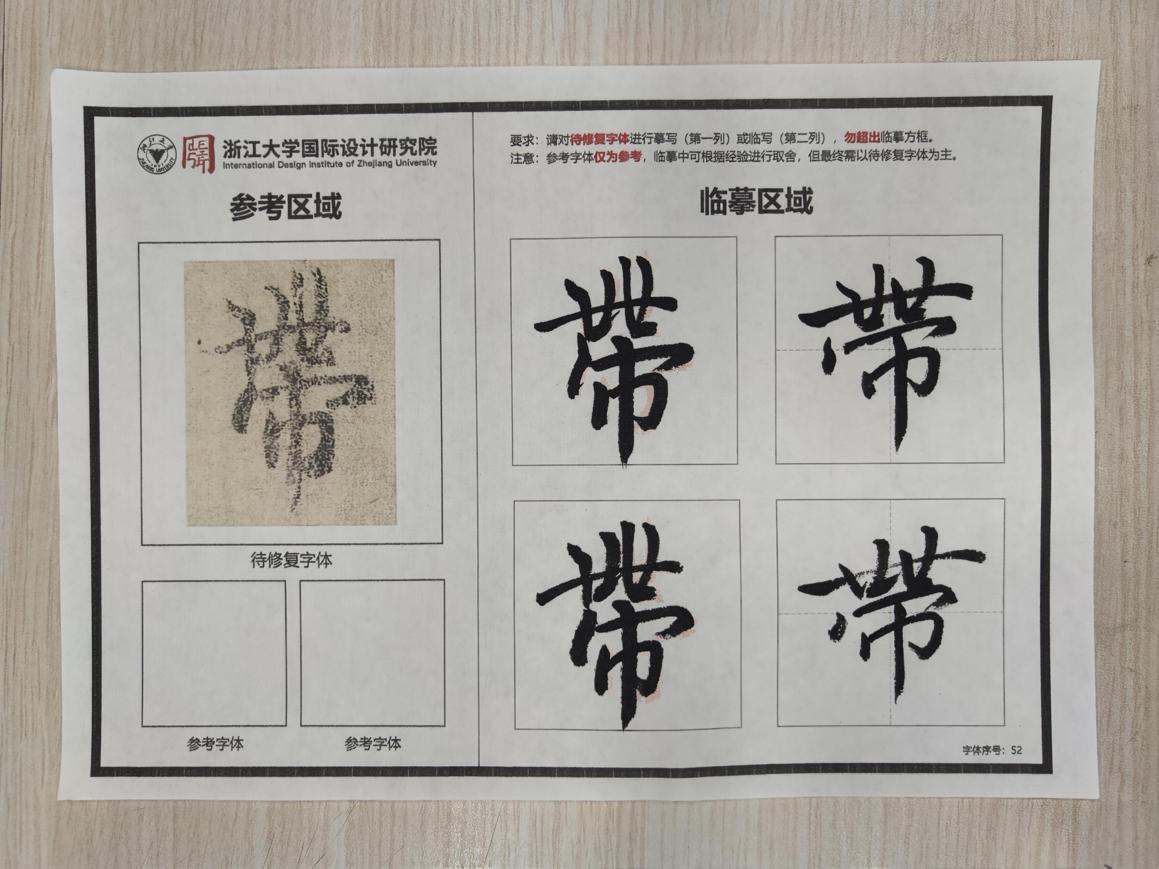 浙江大学国际设计研究院
International Design Institute of Zhejiang University
参考区域
帶
待修复字体
参考字体
参考字体
要求：请对待修复字体进行摹写（第一列）或临写（第二列），勿超出临摹方框。
注意：参考字体仅为参考，临摹中可根据经验进行取舍，但最终需以待修复字体为主。
临摹区域
帶 帶
帶 帶
字体序号：52